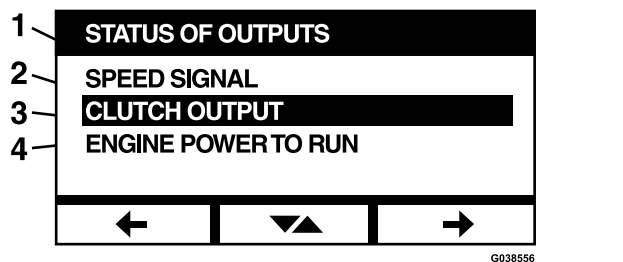 1 STATUS OF OUTPUTS
2 SPEED SIGNAL
3 CLUTCH OUTPUT
4 ENGINE POWER TO RUN
G038556